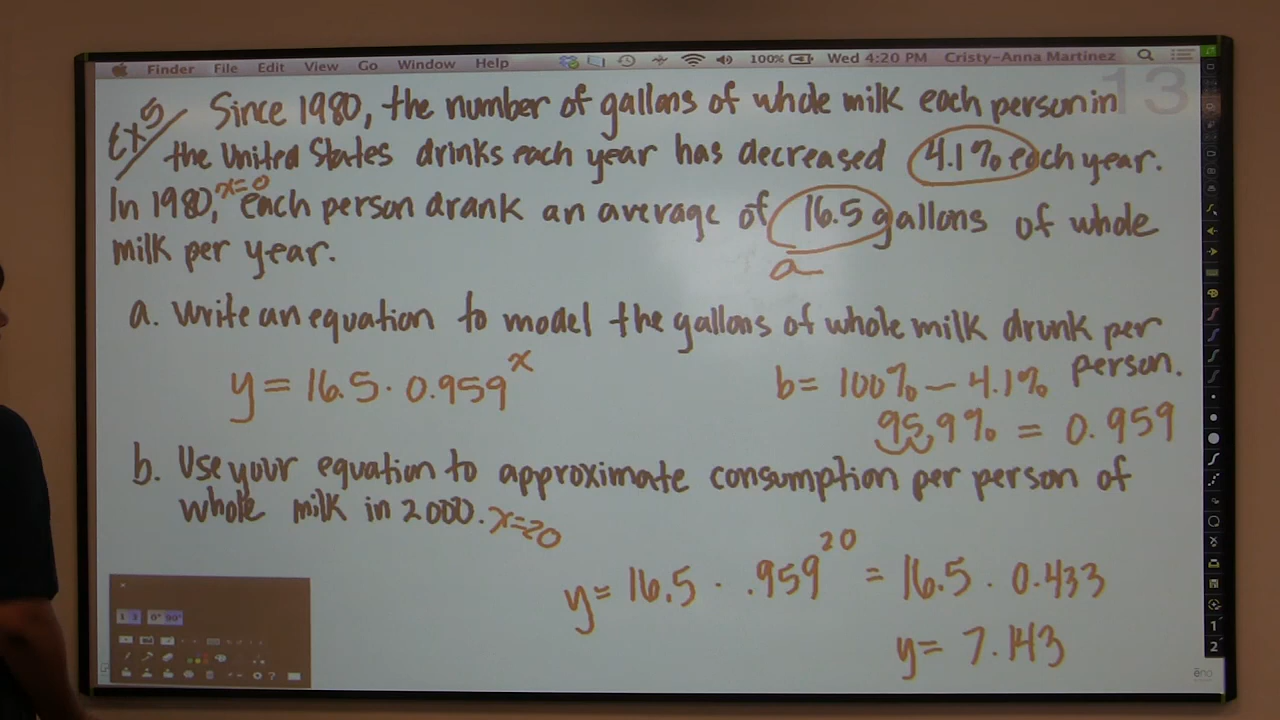 Finder File Edit View Go Window Help 100% Wed 4:20 PM Cristy-Anna Martinez
13
Ex 5 Since 1980, the number of gallons of whole milk each person in
the United States drinks each year has decreased 4.1% each year.
x=0
In 1980, each person drank an average of 16.5 gallons of whole
milk per year.
a
a. Write an equation to model the gallons of whole milk drunk per
person.
y = 16.5 · 0.959^x
b = 100% - 4.1%
95.9% = 0.959
b. Use your equation to approximate consumption per person of
whole milk in 2000. x=20
y = 16.5 · .959^20 = 16.5 · 0.433
y = 7.143
1
2
eno